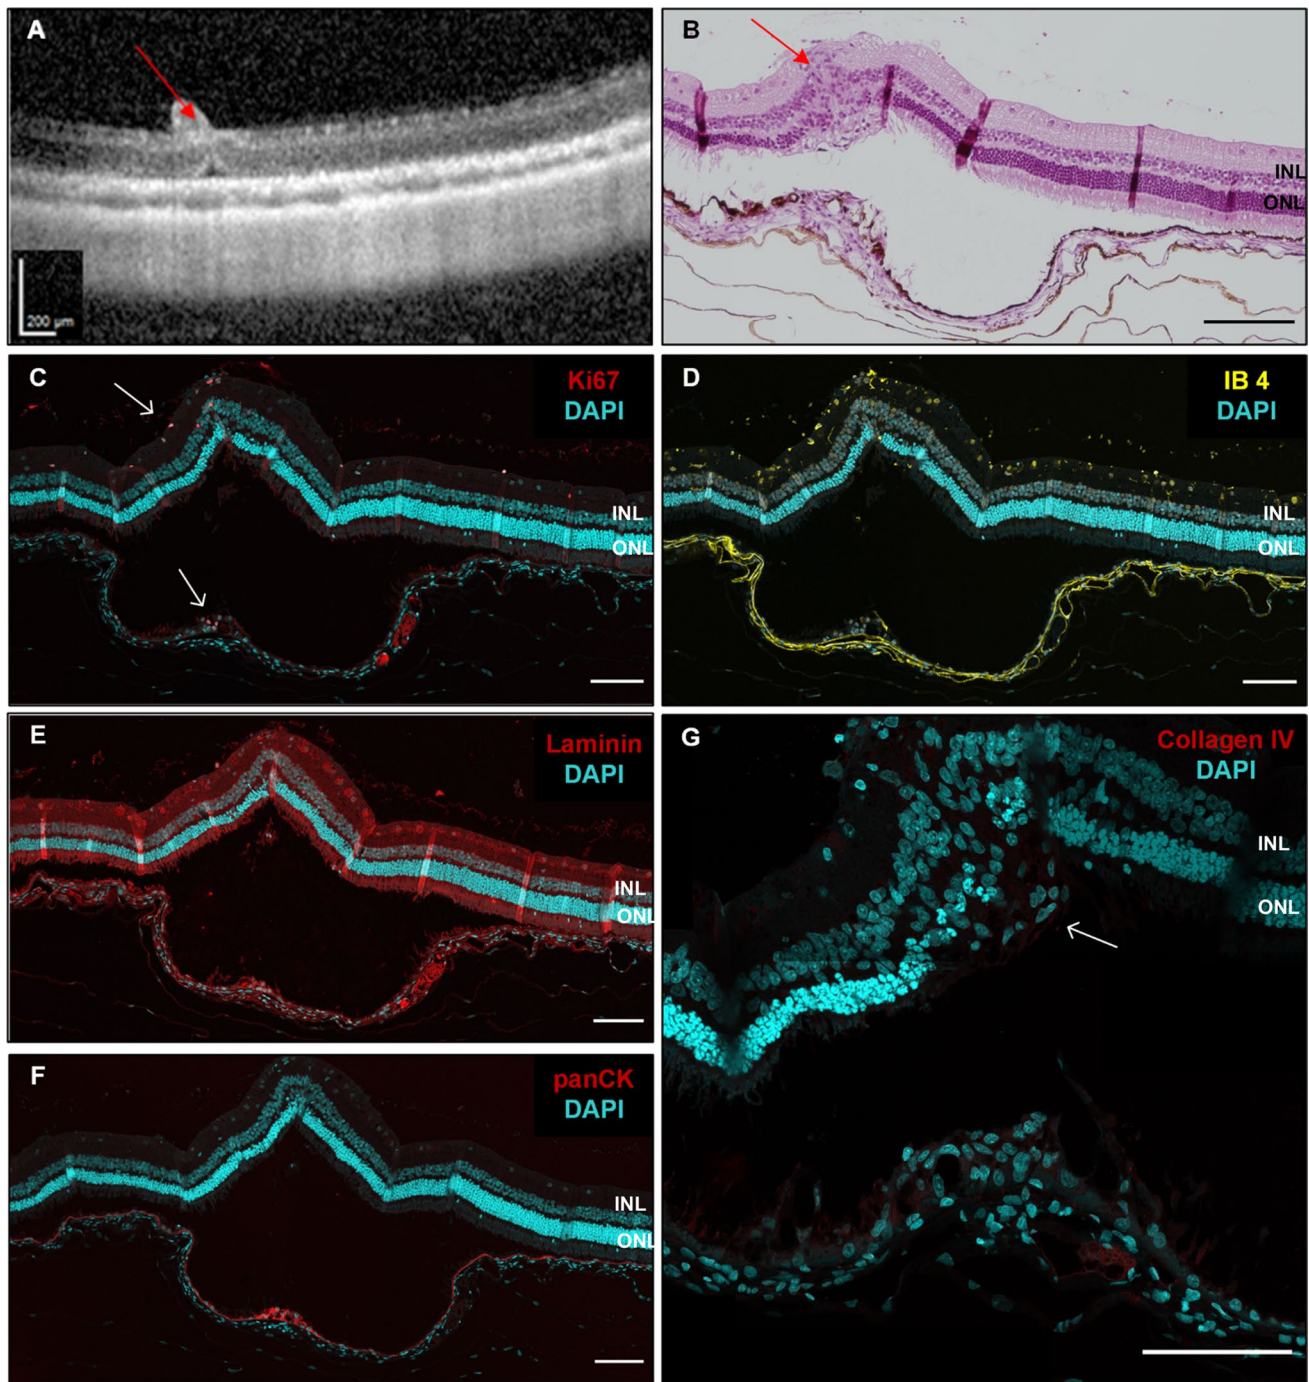 A
200 µm
B
INL
ONL
C
Ki67
DAPI
INL
ONL
D
IB 4
DAPI
INL
ONL
E
Laminin
DAPI
INL
ONL
F
panCK
DAPI
INL
ONL
G
Collagen IV
DAPI
INL
ONL